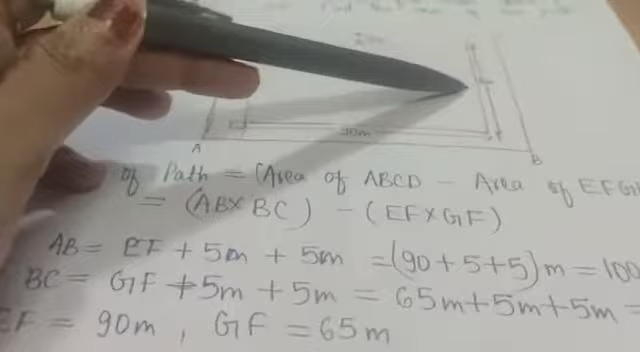 90m
A
B
of Path = (Area of ABCD - Area of EFGH
= (AB×BC) - (EF×GF)
AB = EF + 5m + 5m = (90+5+5)m = 100
BC = GF + 5m + 5m = 65m+5m+5m =
EF = 90m, GF = 65m